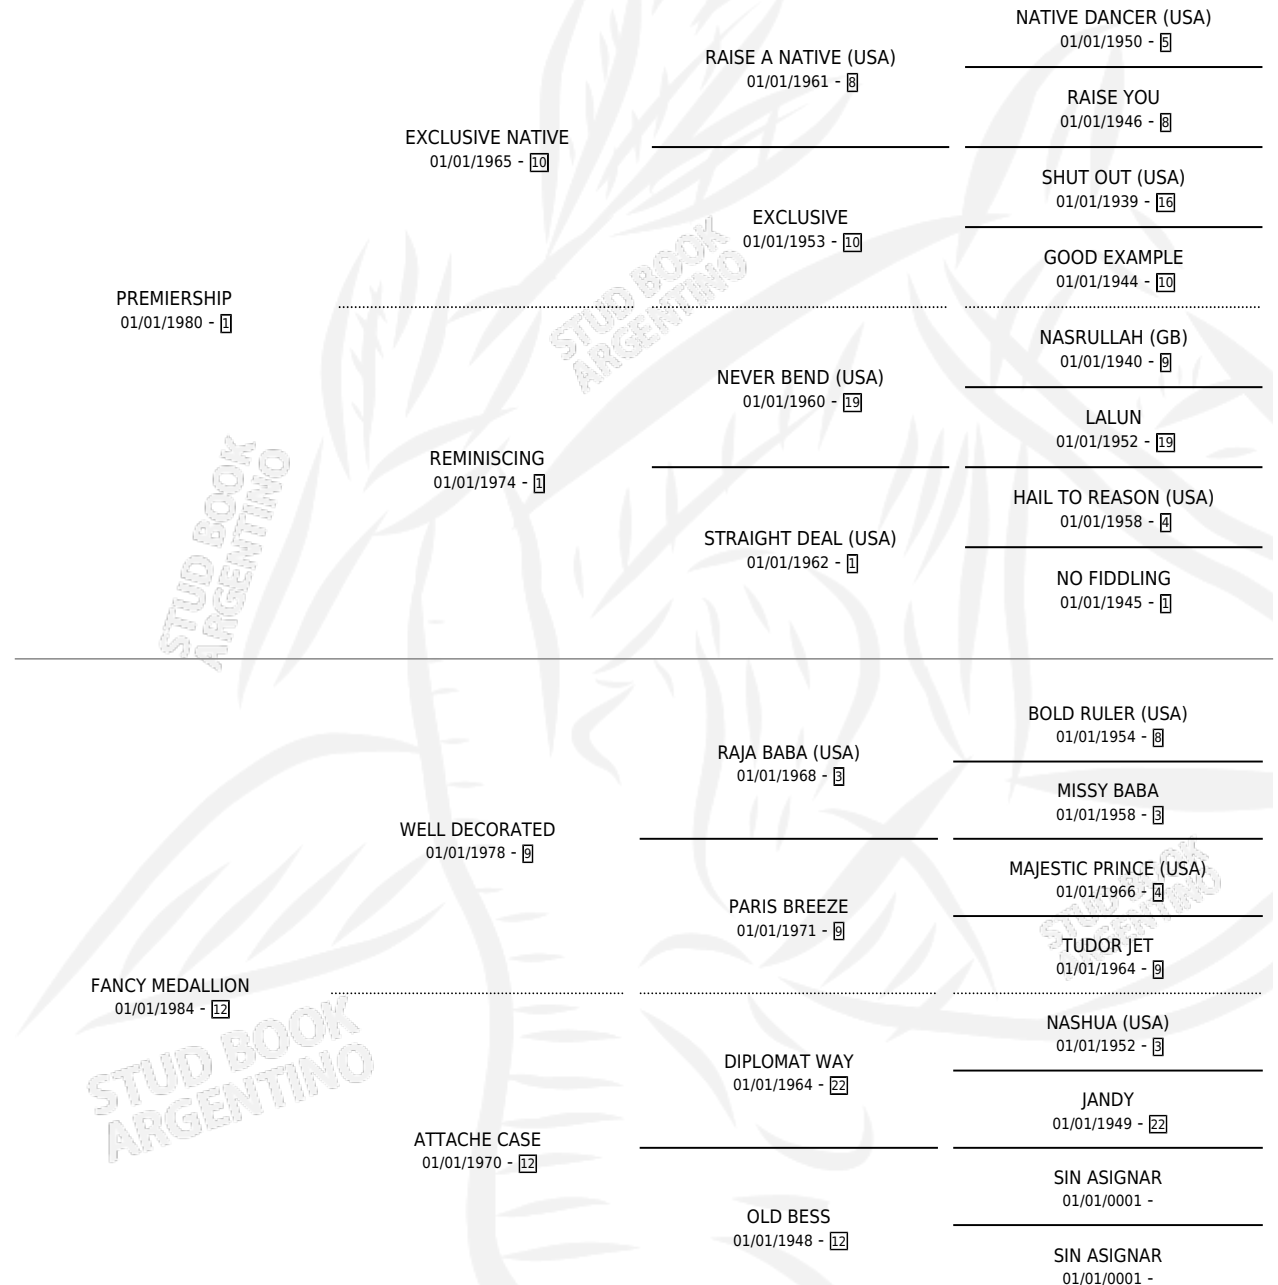 NATIVE DANCER (USA)
01/01/1950 - 5
RAISE A NATIVE (USA)
01/01/1961 - 8
RAISE YOU
01/01/1946 - 8
EXCLUSIVE NATIVE
01/01/1965 - 10
SHUT OUT (USA)
01/01/1939 - 16
EXCLUSIVE
01/01/1953 - 10
GOOD EXAMPLE
01/01/1944 - 10
PREMIERSHIP
01/01/1980 - 1
STUD BOOK
ARGENTINO
NASRULLAH (GB)
01/01/1940 - 9
NEVER BEND (USA)
01/01/1960 - 19
LALUN
01/01/1952 - 19
REMINISCING
01/01/1974 - 1
HAIL TO REASON (USA)
01/01/1958 - 4
STRAIGHT DEAL (USA)
01/01/1962 - 1
NO FIDDLING
01/01/1945 - 1
STUD BOOK
ARGENTINO
BOLD RULER (USA)
01/01/1954 - 8
RAJA BABA (USA)
01/01/1968 - 3
MISSY BABA
01/01/1958 - 3
WELL DECORATED
01/01/1978 - 9
MAJESTIC PRINCE (USA)
01/01/1966 - 4
PARIS BREEZE
01/01/1971 - 9
TUDOR JET
01/01/1964 - 9
STUD BOOK
ARGENTINO
FANCY MEDALLION
01/01/1984 - 12
NASHUA (USA)
01/01/1952 - 3
DIPLOMAT WAY
01/01/1964 - 22
JANDY
01/01/1949 - 22
STUD BOOK
ARGENTINO
ATTACHE CASE
01/01/1970 - 12
SIN ASIGNAR
01/01/0001 -
OLD BESS
01/01/1948 - 12
SIN ASIGNAR
01/01/0001 -